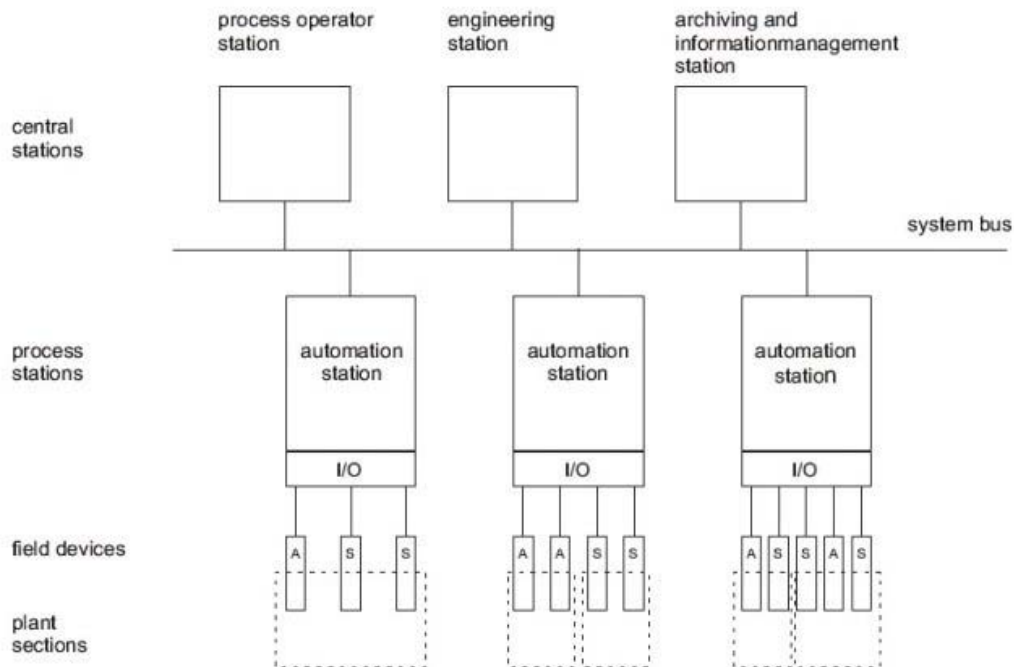 process operator
station
engineering
station
archiving and
informationmanagement
station
central
stations
system bus
process
stations
automation
station
automation
station
automation
station
I/O
I/O
I/O
field devices
A S S
A A S S
A S S A S
plant
sections